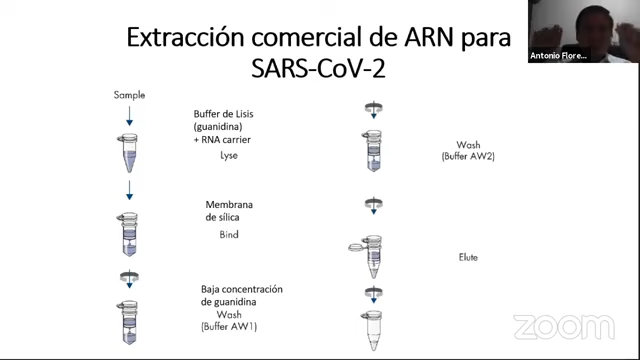 Extracción comercial de ARN para
SARS-CoV-2
Antonio Flore...
Sample
Buffer de Lisis
(guanidina)
+ RNA carrier
Lyse
Membrana
de sílica
Bind
Baja concentración
de guanidina
Wash
(Buffer AW1)
Wash
(Buffer AW2)
Elute
zoom